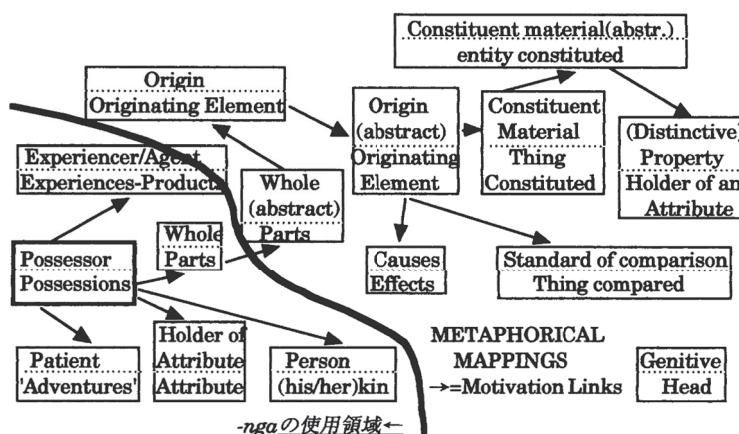 Constituent material(abstr.)
entity constituted
Origin
Originating Element
Origin
(abstract)
Originating
Element
Constituent
Material
Thing
Constituted
(Distinctive)
Property
Holder of an
Attribute
Experiencer/Agent
Experiences-Products
Whole
(abstract)
Parts
Whole
Parts
Possessor
Possessions
Causes
Effects
Standard of comparison
Thing compared
Patient
'Adventures'
Holder of
Attribute
Attribute
Person
(his/her)kin
METAPHORICAL
MAPPINGS
→=Motivation Links
Genitive
Head
-ngaの使用領域←